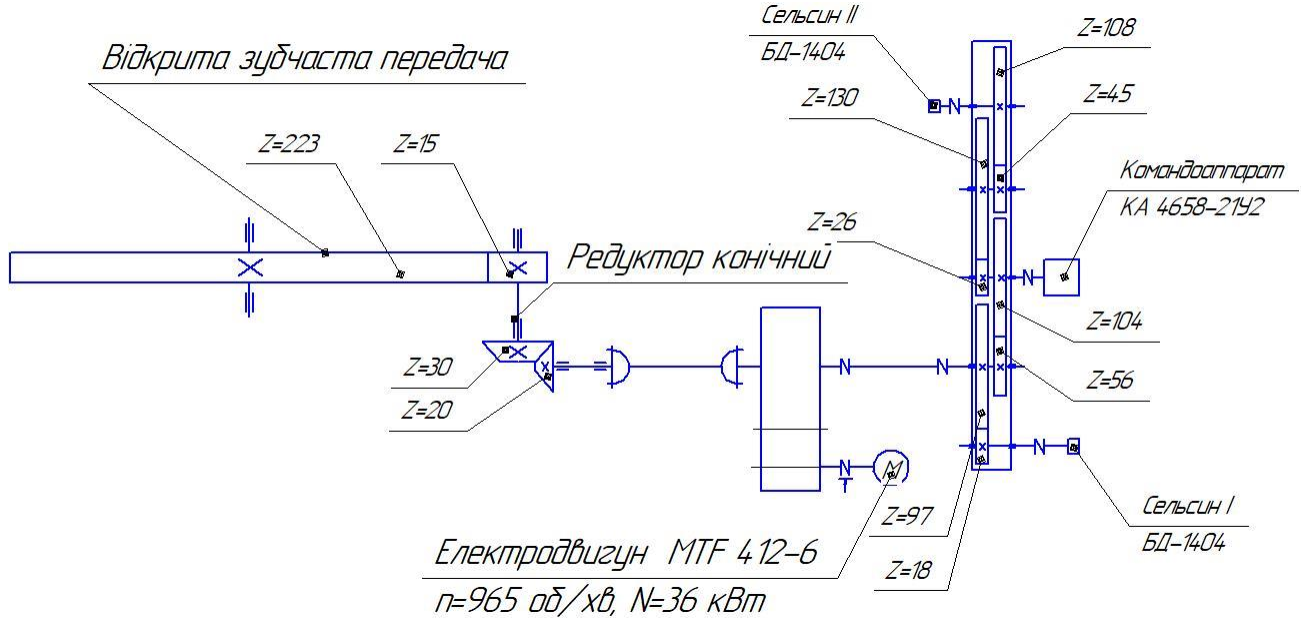 Сельсин II
БД-1404
Z=108
Відкрита зубчаста передача
Z=130
Z=45
Z=223
Z=15
Командоаппарат
КА 4658-21У2
Z=26
Редуктор конічний
Z=104
Z=30
Z=56
Z=20
М
Z=97
Сельсин I
БД-1404
Електродвигун МТF 412-6
n=965 об/хв, N=36 кВт
Z=18